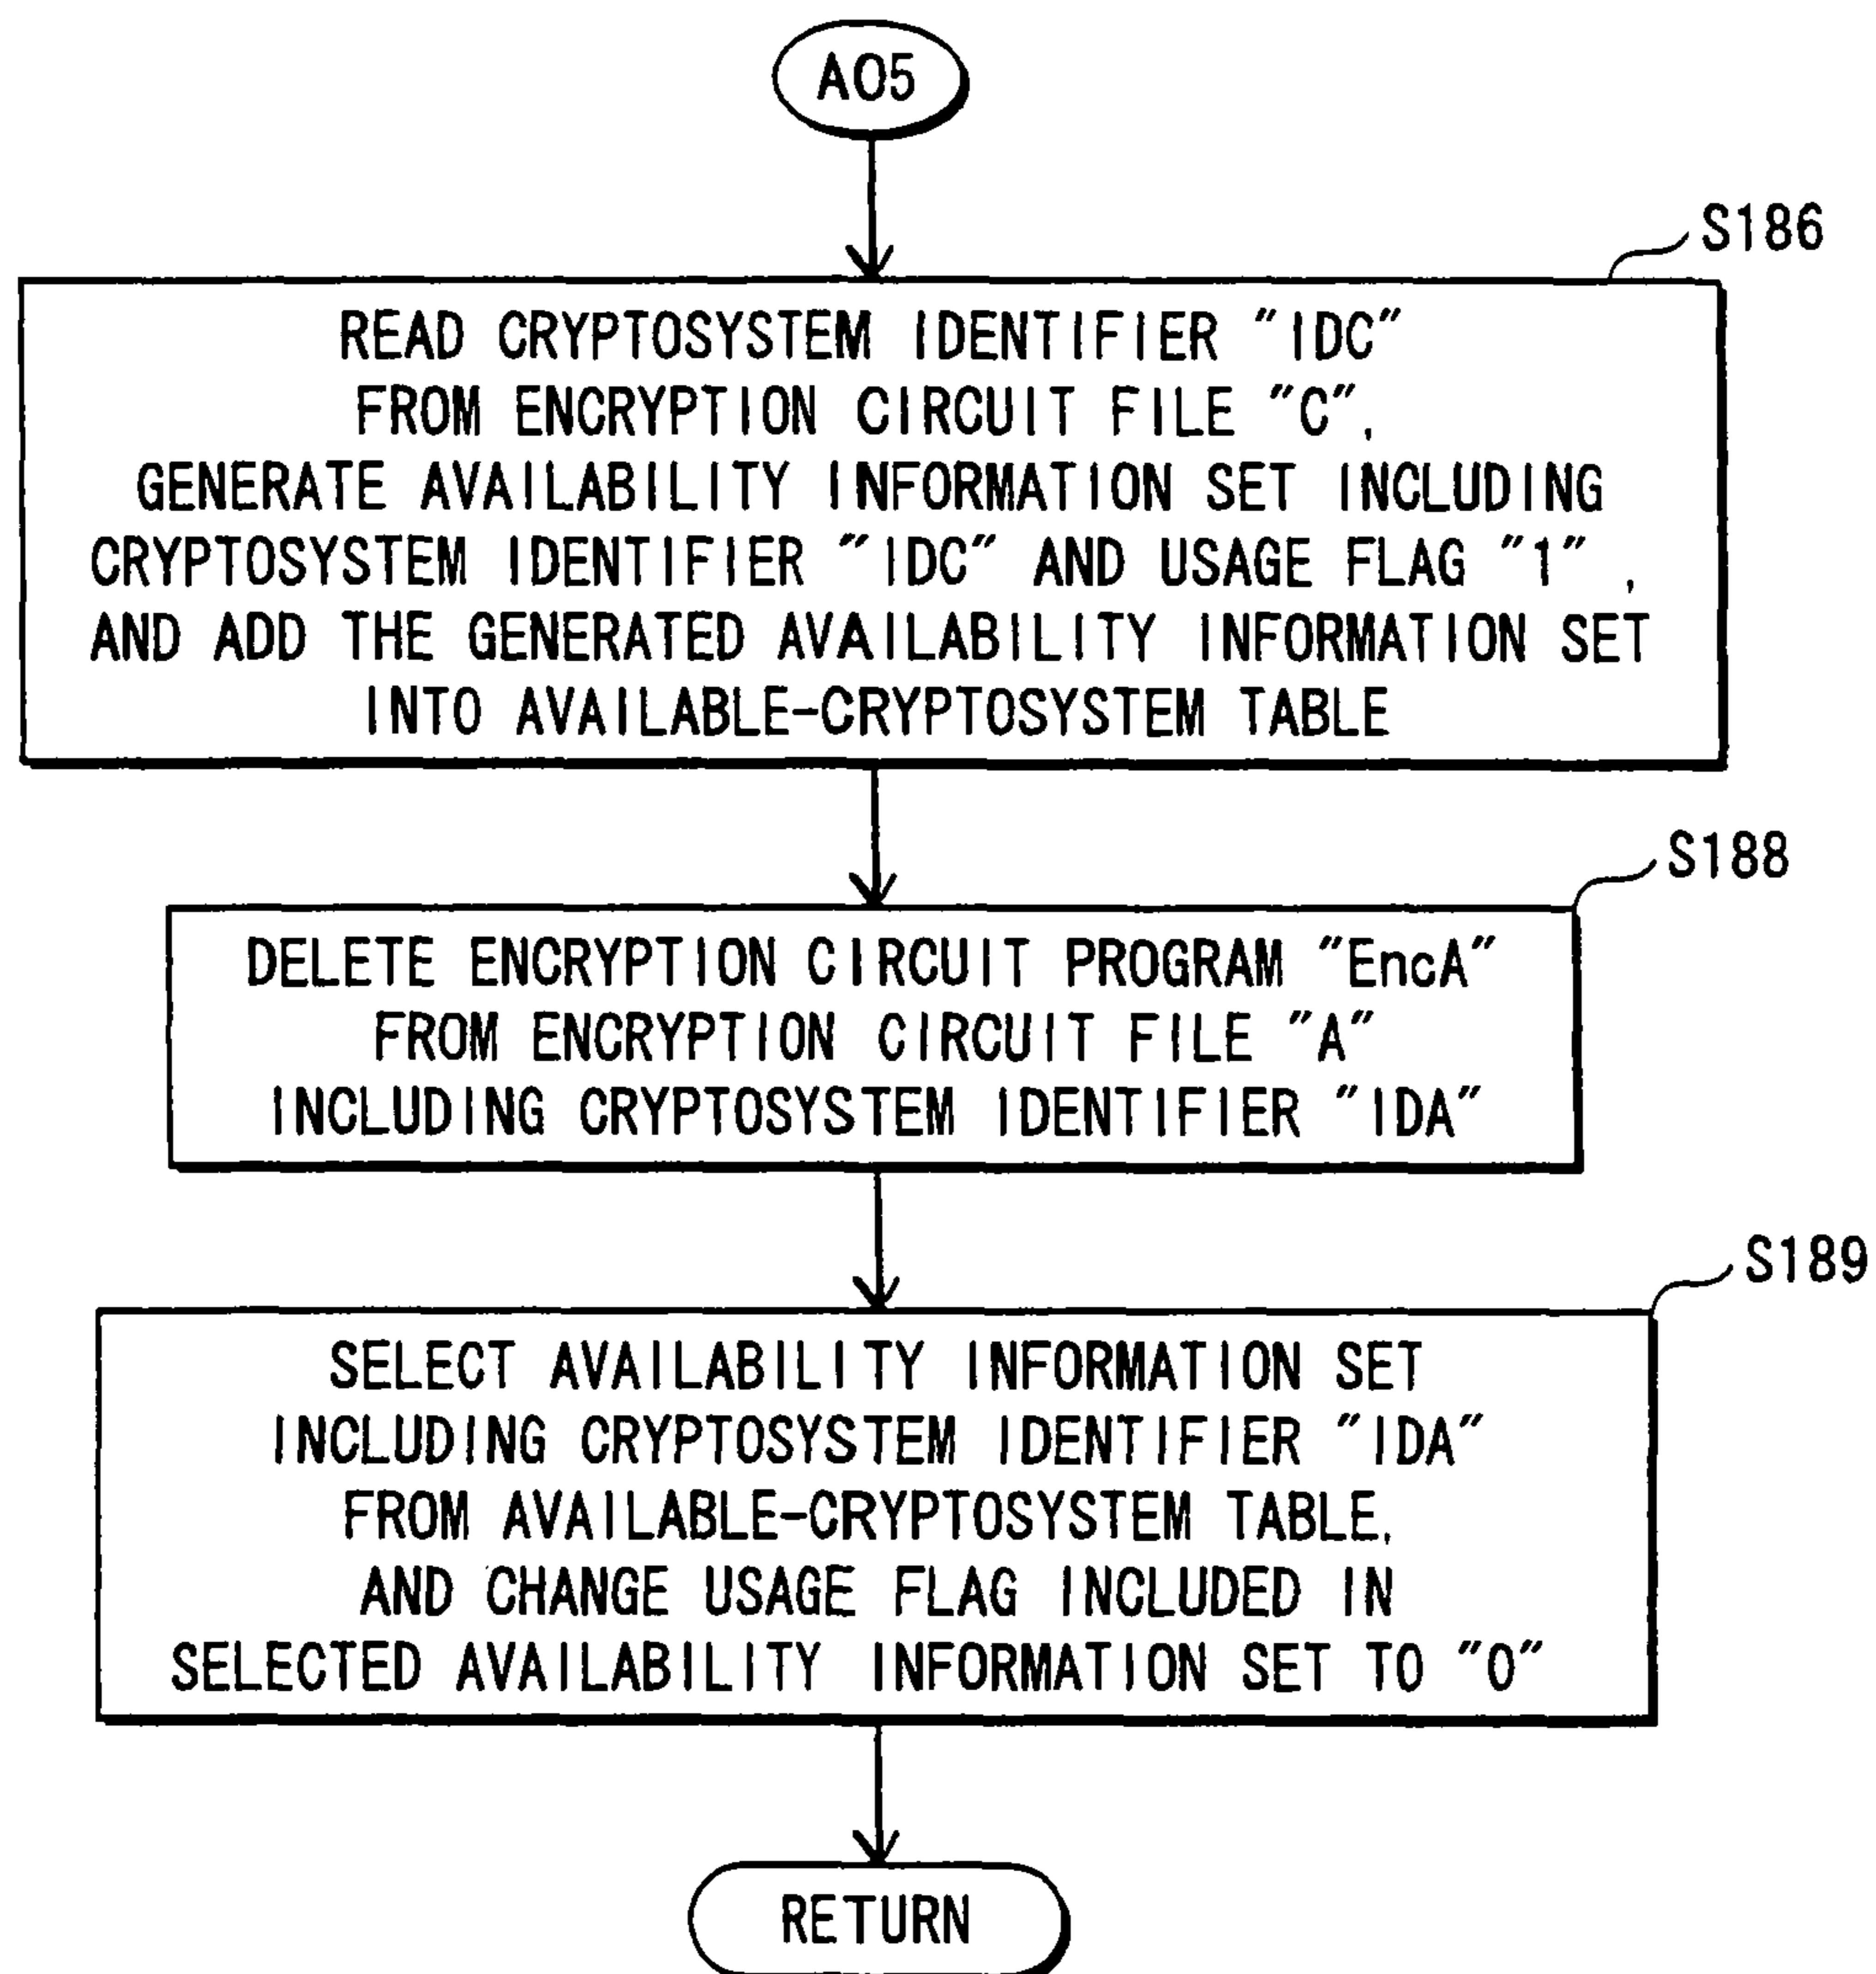 A05
S186
READ CRYPTOSYSTEM IDENTIFIER "IDC"
FROM ENCRYPTION CIRCUIT FILE "C",
GENERATE AVAILABILITY INFORMATION SET INCLUDING
CRYPTOSYSTEM IDENTIFIER "IDC" AND USAGE FLAG "1",
AND ADD THE GENERATED AVAILABILITY INFORMATION SET
INTO AVAILABLE-CRYPTOSYSTEM TABLE
S188
DELETE ENCRYPTION CIRCUIT PROGRAM "EncA"
FROM ENCRYPTION CIRCUIT FILE "A"
INCLUDING CRYPTOSYSTEM IDENTIFIER "IDA"
S189
SELECT AVAILABILITY INFORMATION SET
INCLUDING CRYPTOSYSTEM IDENTIFIER "IDA"
FROM AVAILABLE-CRYPTOSYSTEM TABLE,
AND CHANGE USAGE FLAG INCLUDED IN
SELECTED AVAILABILITY INFORMATION SET TO "0"
RETURN